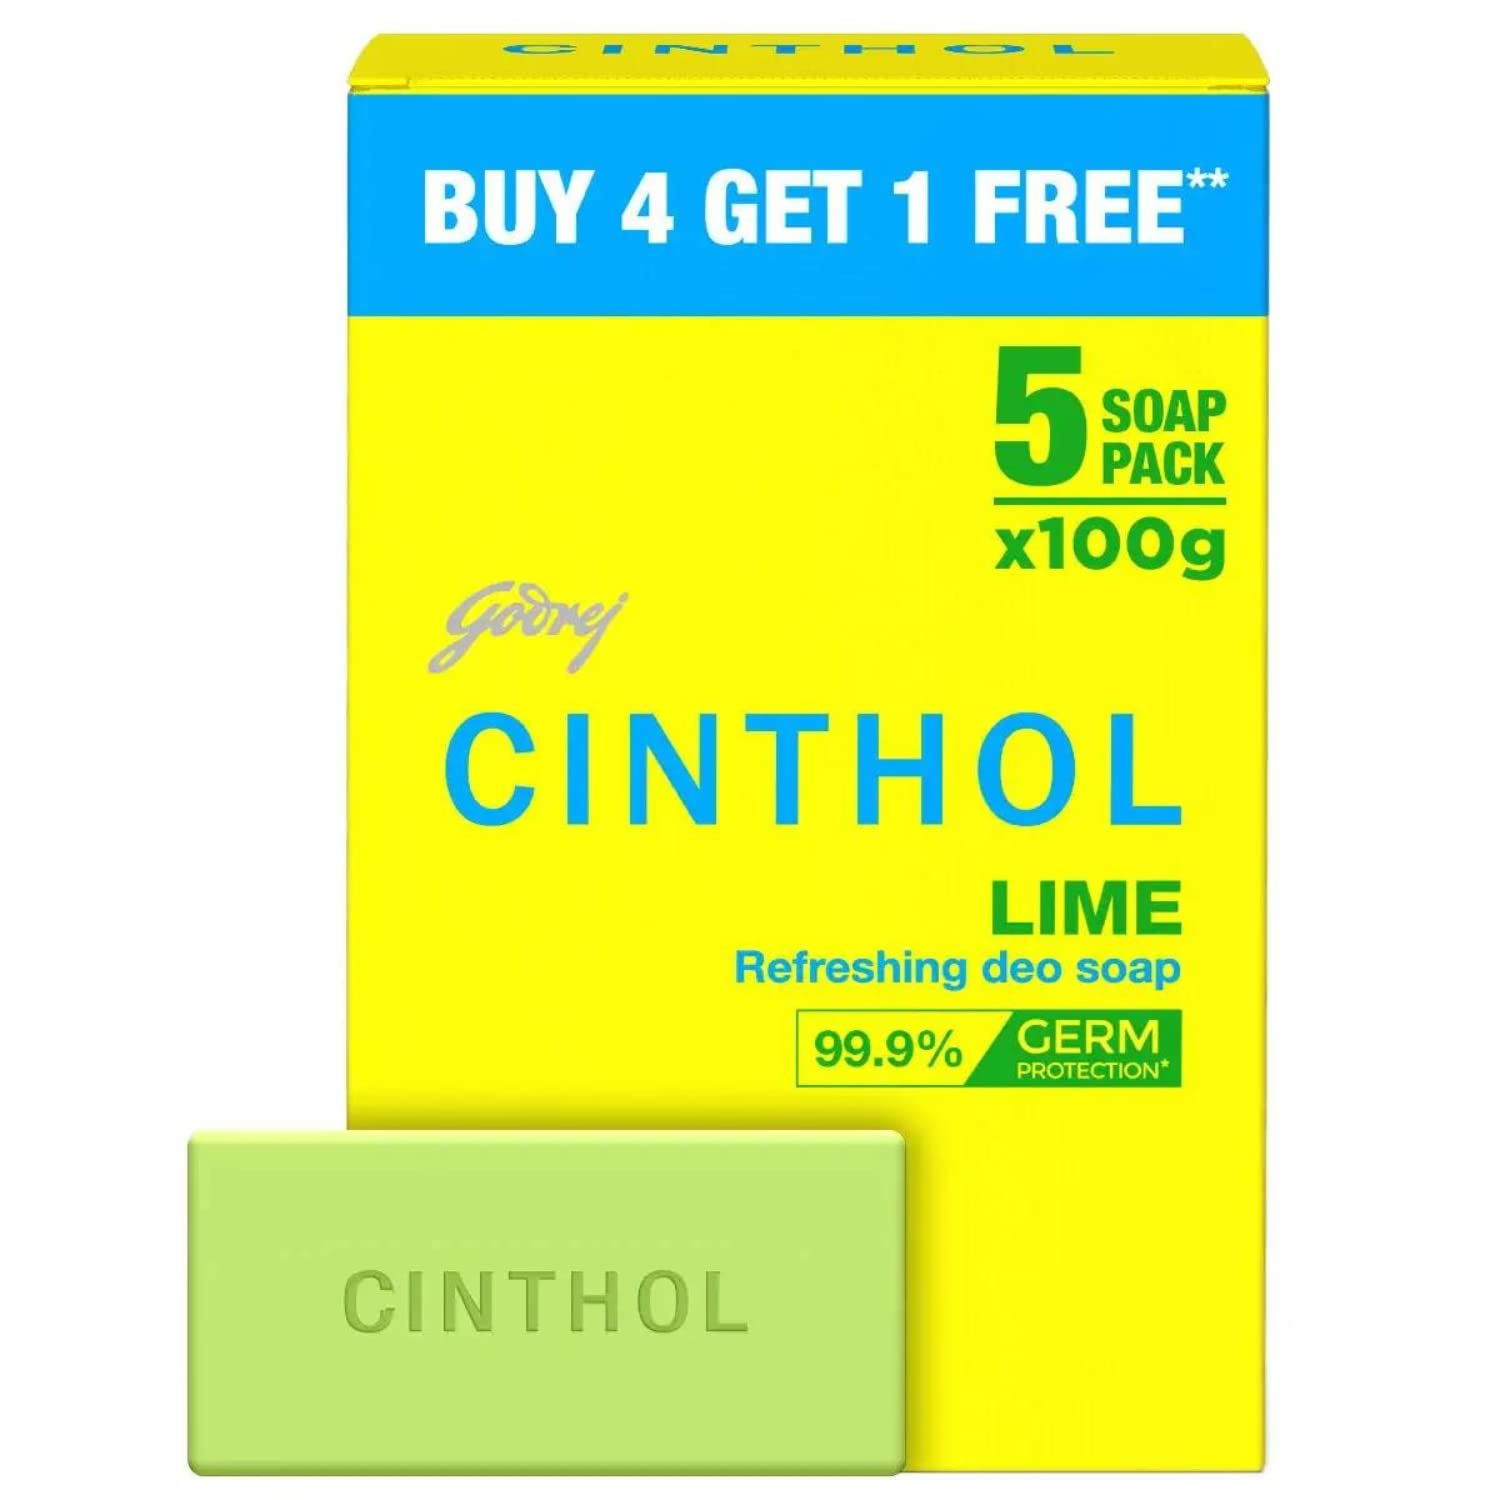 CINTHOL
BUY 4 GET 1 FREE**
5 SOAP
PACK
x100g
Godrej
CINTHOL
LIME
Refreshing deo soap
99.9% GERM
PROTECTION*
CINTHOL